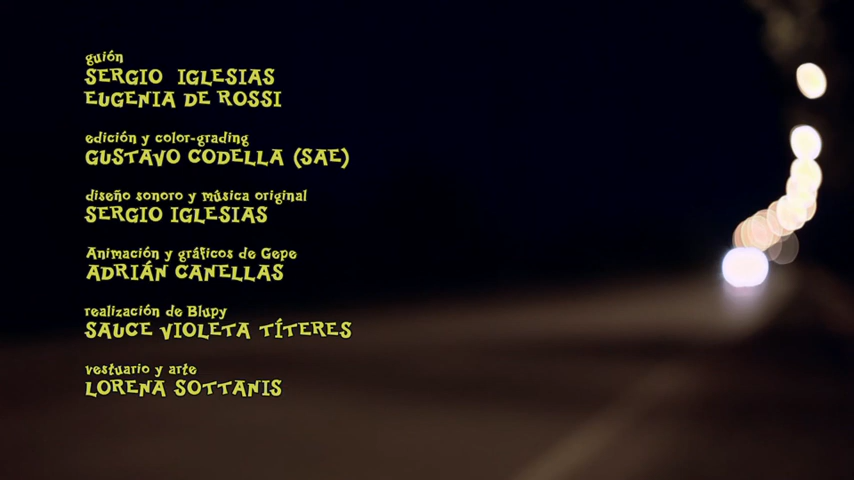 guión
SERGIO IGLESIAS
EUGENIA DE ROSSI
edición y color-grading
GUSTAVO CODELLA (SAE)
diseño sonoro y música original
SERGIO IGLESIAS
Animación y gráficos de Gepe
ADRIÁN CANELLAS
realización de Blupy
SAUCE VIOLETA TÍTERES
vestuario y arte
LORENA SOTTANIS